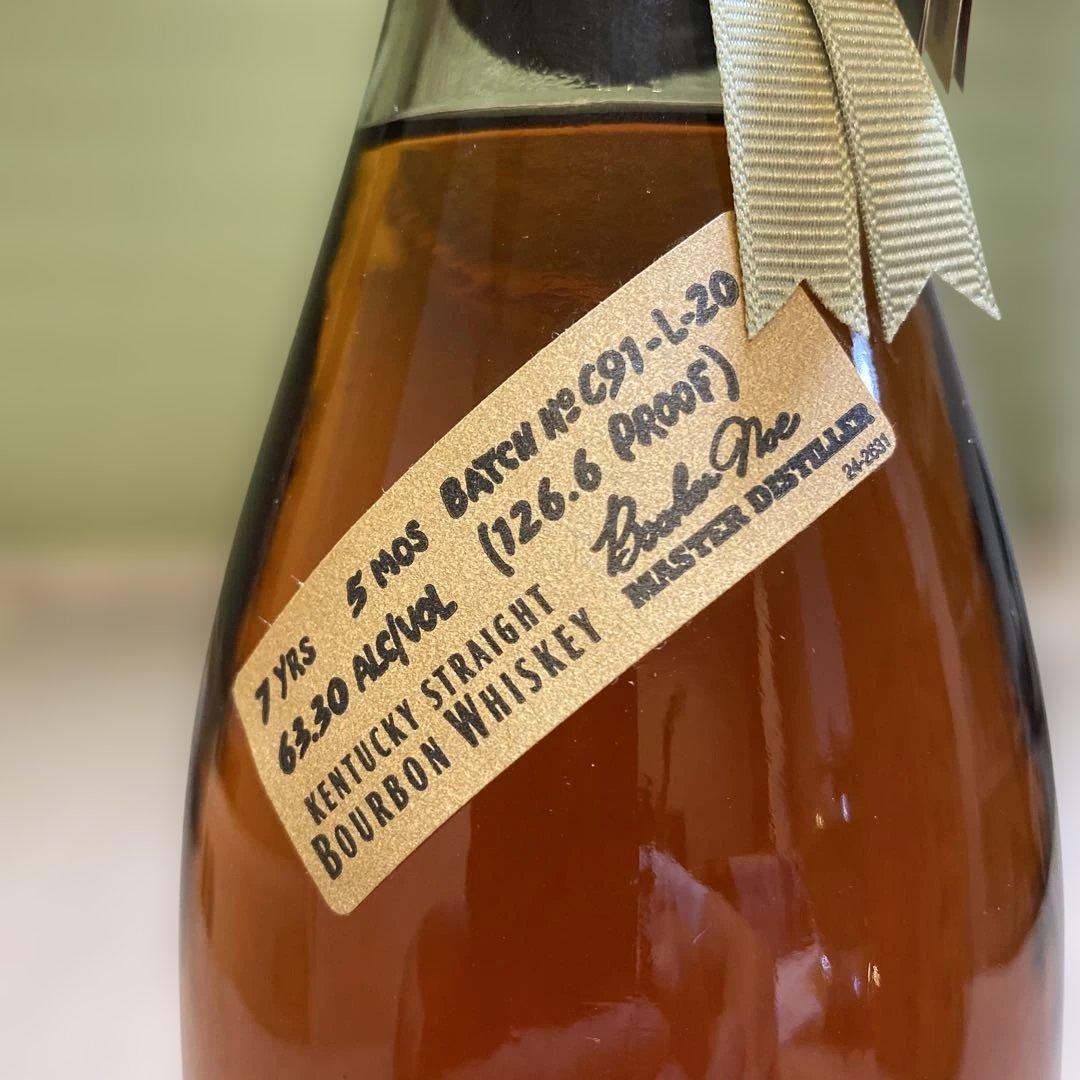 7 YRS 5 MOS BATCH Nº C91-L-20
63.30 ALC/VOL (126.6 PROOF)
KENTUCKY STRAIGHT
BOURBON WHISKEY
Booker Noe
MASTER DISTILLER
24-2631